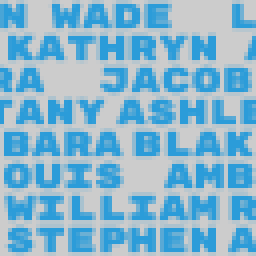 N WADE L
KATHRYN A
RA JACOB
TANY ASHLE
BARA BLAK
OUIS AMB
WILLIAM R
STEPHEN A